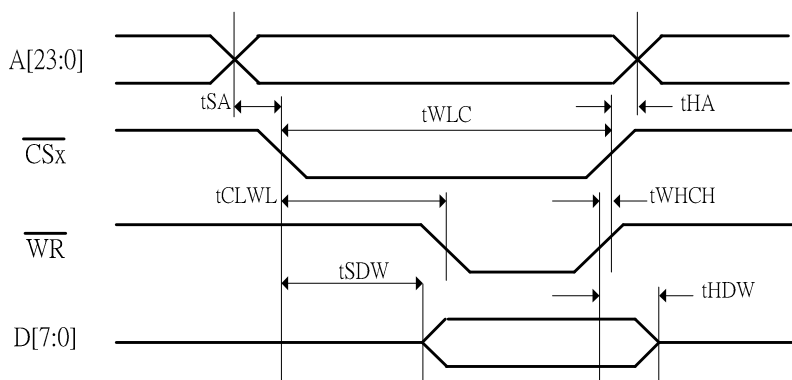 A[23:0]
tSA
tWLC
tHA
CSx
tCLWL
tWHCH
WR
tSDW
tHDW
D[7:0]